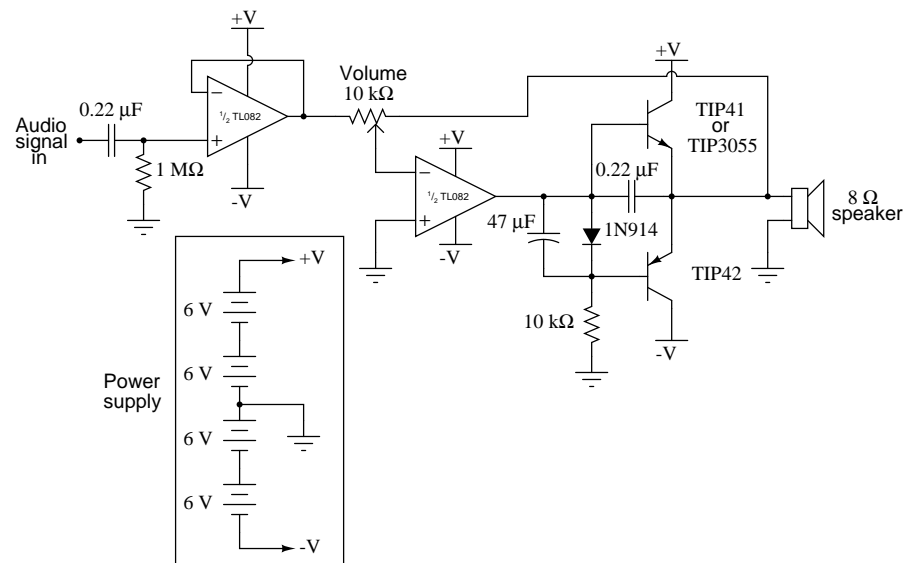 +V
½ TL082
-V
0.22 µF
Audio
signal
in
1 MΩ
Volume
10 kΩ
+V
½ TL082
-V
47 µF
0.22 µF
1N914
10 kΩ
+V
TIP41
or
TIP3055
TIP42
-V
8 Ω
speaker
Power
supply
+V
6 V
6 V
6 V
6 V
-V